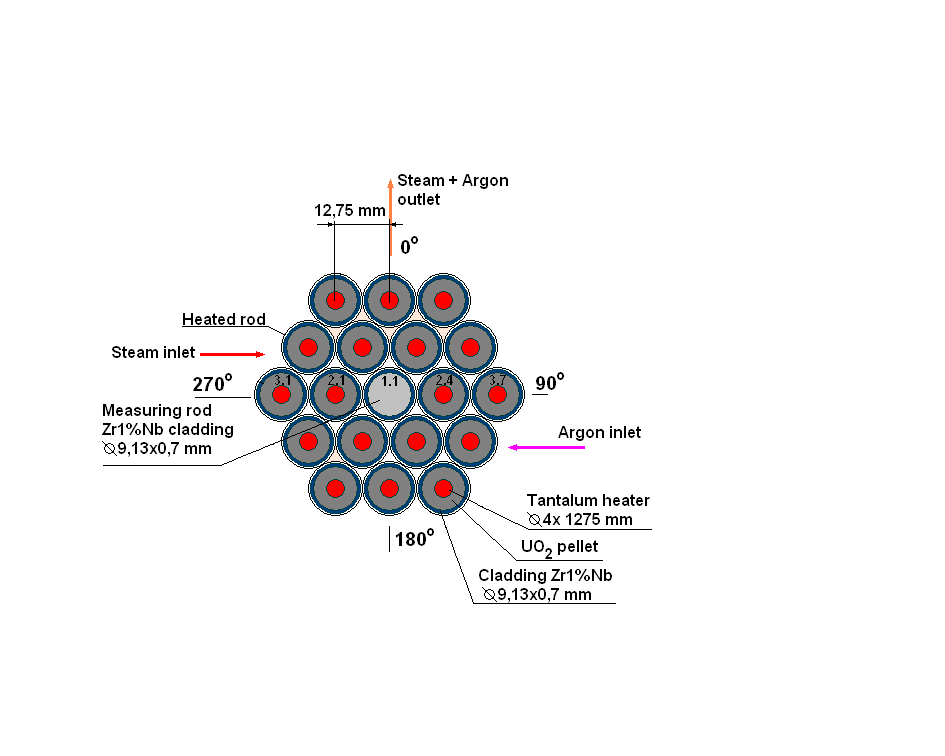 Steam + Argon
outlet
12,75 mm
0°
Heated rod
Steam inlet
270°
3.1
2.1
1.1
2.4
3.7
90°
Measuring rod
Zr1%Nb cladding
∅9,13x0,7 mm
Argon inlet
Tantalum heater
∅4x 1275 mm
180°
UO₂ pellet
Cladding Zr1%Nb
∅9,13x0,7 mm